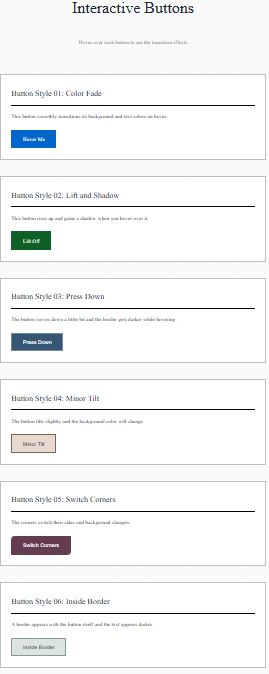 Interactive Buttons
Hover over each button to see the transition effects
Button Style 01: Color Fade
This button smoothly transitions its background and text colors on hover
Hover Me
Button Style 02: Lift and Shadow
This button rises up and gains a shadow when you hover over it.
Lift Off
Button Style 03: Press Down
The button moves down a little bit and the border gets darker while hovering
Press Down
Button Style 04: Minor Tilt
The button tilts slightly and the background color will change
Minor Tilt
Button Style 05: Switch Corners
The corners switch their sides and background changes
Switch Corners
Button Style 06: Inside Border
A border appears with the button itself and the text appears darker
Inside Border